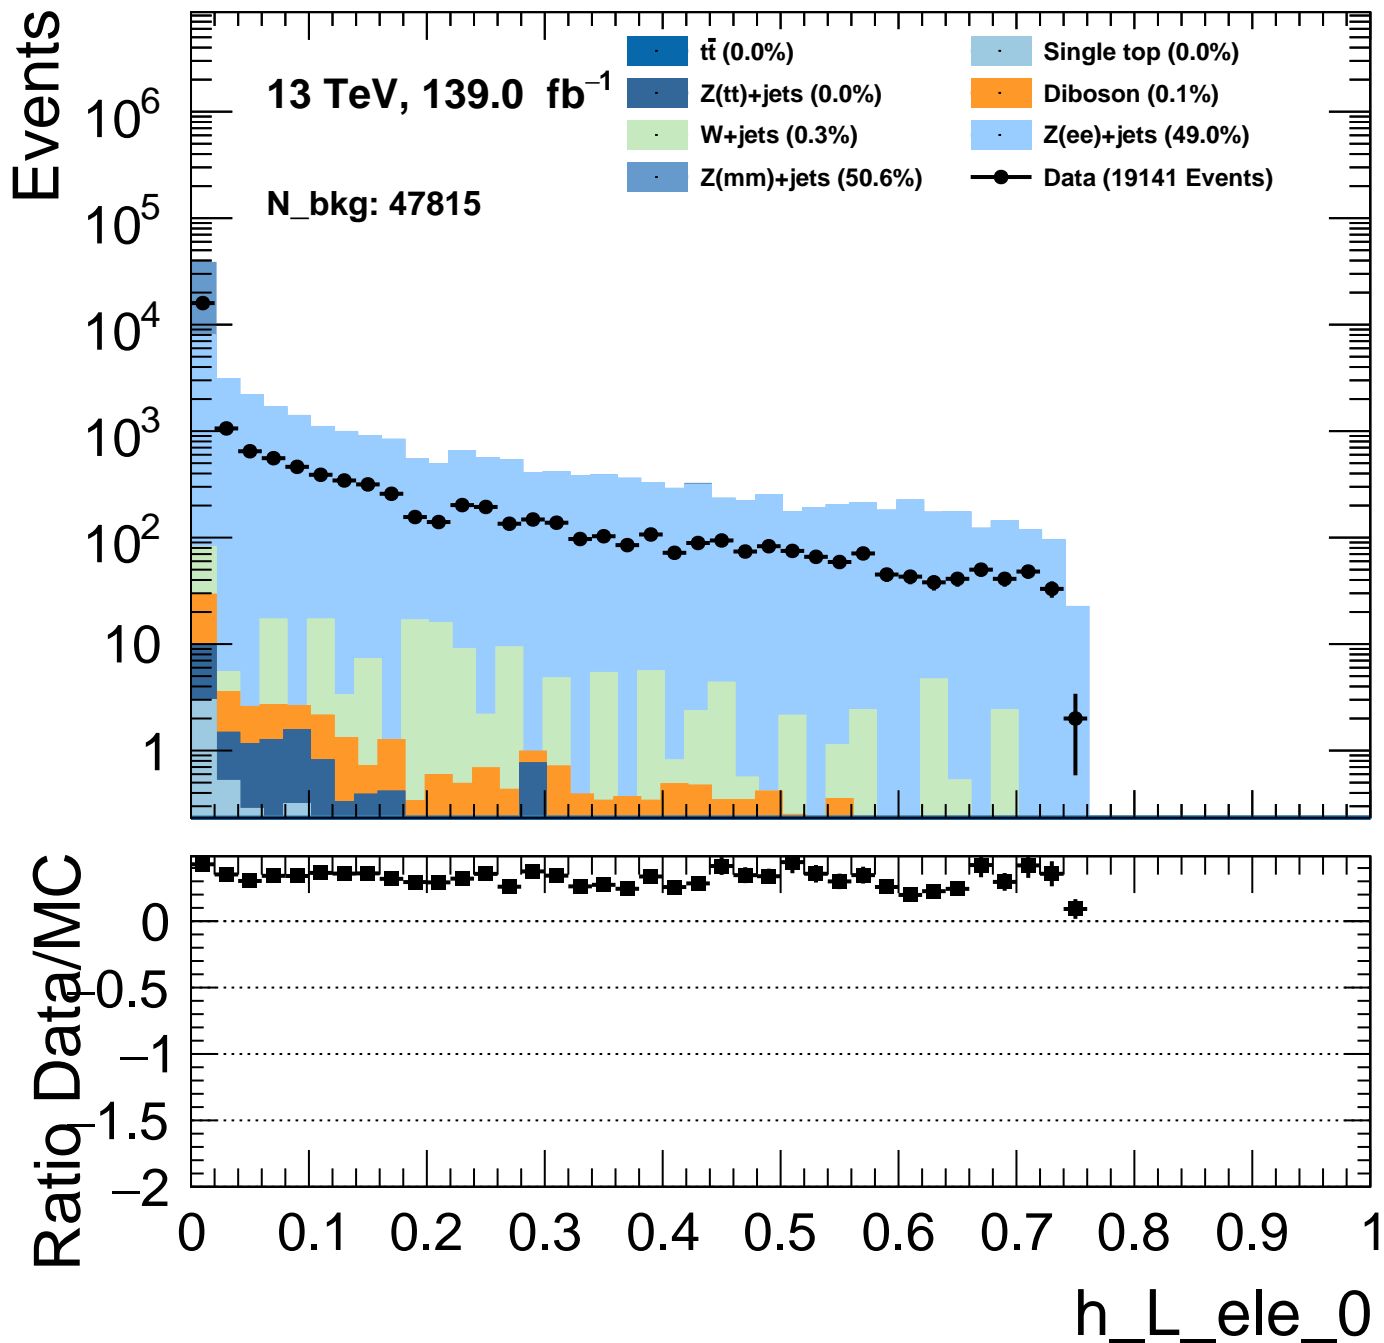 Events
13 TeV, 139.0 fb⁻¹
N_bkg: 47815
tt̄ (0.0%)
Single top (0.0%)
Z(tt)+jets (0.0%)
Diboson (0.1%)
W+jets (0.3%)
Z(ee)+jets (49.0%)
Z(mm)+jets (50.6%)
Data (19141 Events)
10⁶
10⁵
10⁴
10³
10²
10
1
Ratio Data/MC
0
−0.5
−1
−1.5
−2
0 0.1 0.2 0.3 0.4 0.5 0.6 0.7 0.8 0.9 1
h_L_ele_0